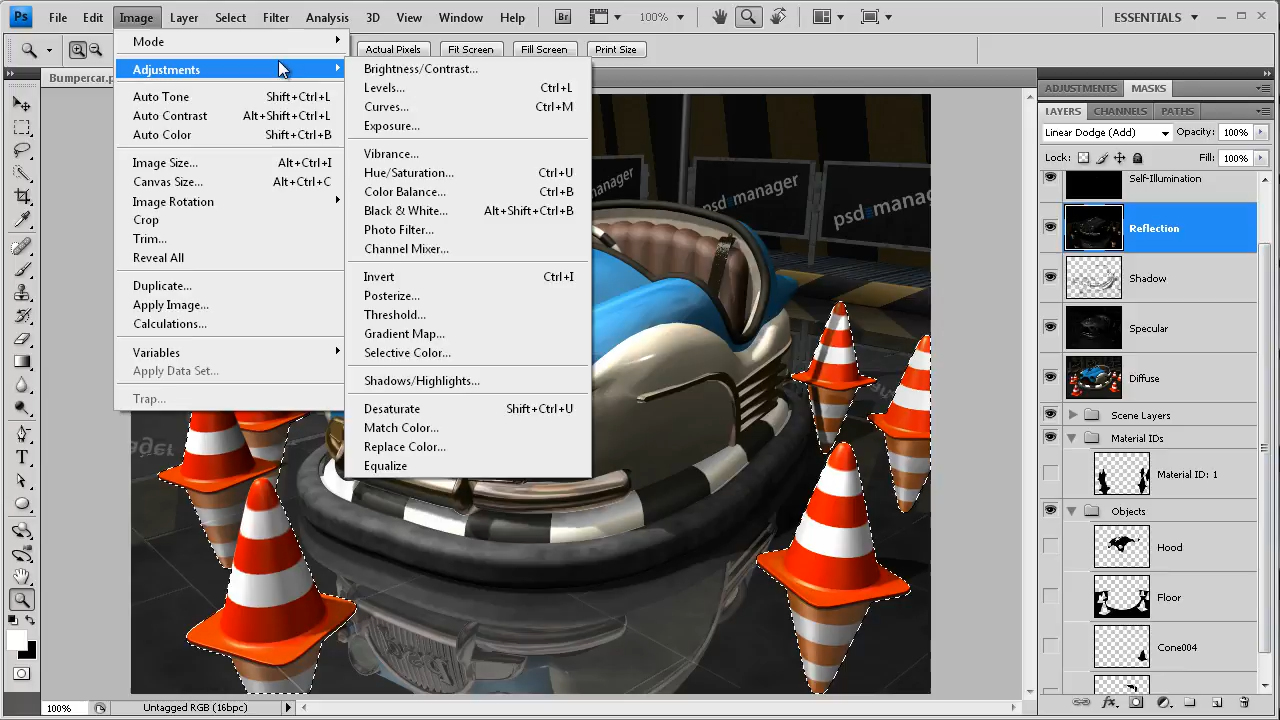 Ps File Edit Image Layer Select Filter Analysis 3D View Window Help Br 100% ESSENTIALS
Actual Pixels Fit Screen Fill Screen Print Size
Bumpercar.p
Mode
Adjustments
Auto Tone Shift+Ctrl+L
Auto Contrast Alt+Shift+Ctrl+L
Auto Color Shift+Ctrl+B
Image Size... Alt+Ctrl+I
Canvas Size... Alt+Ctrl+C
Image Rotation
Crop
Trim...
Reveal All
Duplicate...
Apply Image...
Calculations...
Variables
Apply Data Set...
Trap...
Brightness/Contrast...
Levels... Ctrl+L
Curves... Ctrl+M
Exposure...
Vibrance...
Hue/Saturation... Ctrl+U
Color Balance... Ctrl+B
Black & White... Alt+Shift+Ctrl+B
Photo Filter...
Channel Mixer...
Invert Ctrl+I
Posterize...
Threshold...
Gradient Map...
Selective Color...
Shadows/Highlights...
Desaturate Shift+Ctrl+U
Match Color...
Replace Color...
Equalize
manager
psd manager
psd manag
ADJUSTMENTS MASKS
LAYERS CHANNELS PATHS
Linear Dodge (Add) Opacity: 100%
Lock: Fill: 100%
Self-Illumination
Reflection
Shadow
Specular
Diffuse
Scene Layers
Material IDs
Material ID: 1
Objects
Hood
Floor
Cone004
T
100% Untagged RGB (16bpc)